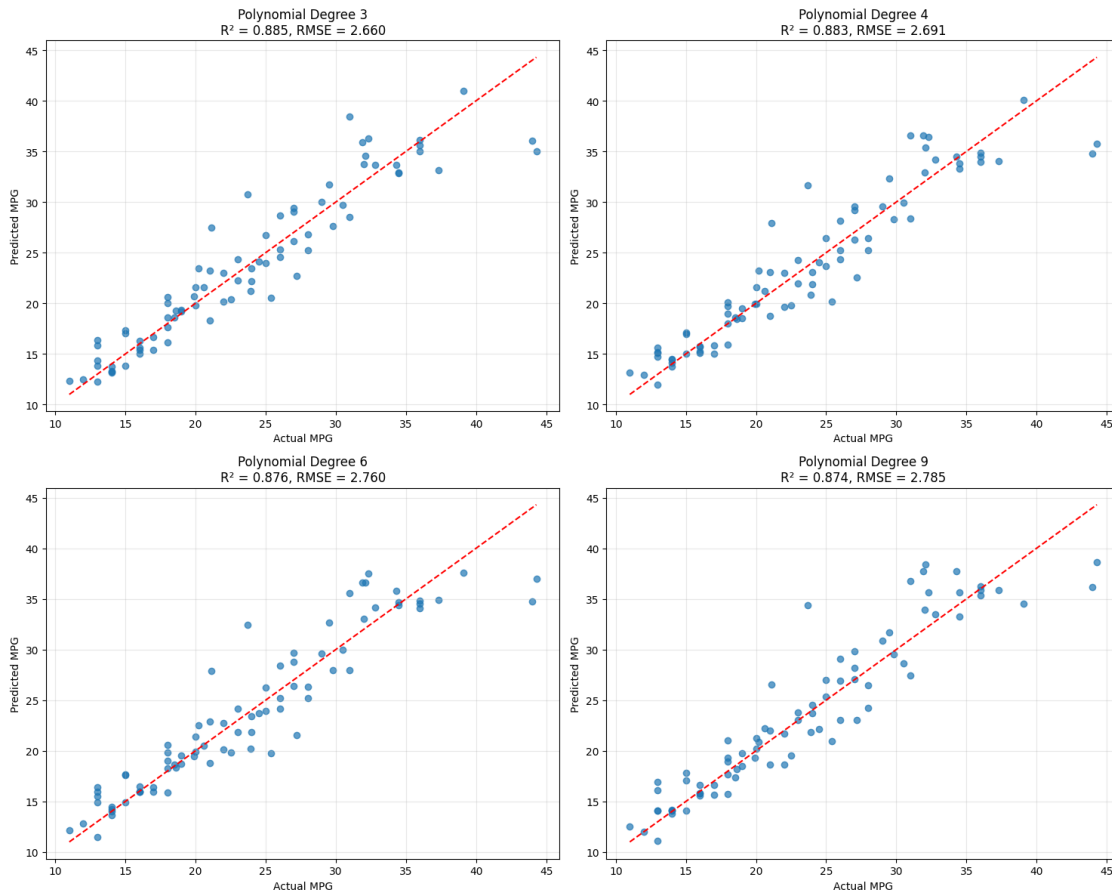 Polynomial Degree 3
R² = 0.885, RMSE = 2.660
45
40
35
30
25
20
15
10
Predicted MPG
10 15 20 25 30 35 40 45
Actual MPG
Polynomial Degree 4
R² = 0.883, RMSE = 2.691
45
40
35
30
25
20
15
10
Predicted MPG
10 15 20 25 30 35 40 45
Actual MPG
Polynomial Degree 6
R² = 0.876, RMSE = 2.760
45
40
35
30
25
20
15
10
Predicted MPG
10 15 20 25 30 35 40 45
Actual MPG
Polynomial Degree 9
R² = 0.874, RMSE = 2.785
45
40
35
30
25
20
15
10
Predicted MPG
10 15 20 25 30 35 40 45
Actual MPG